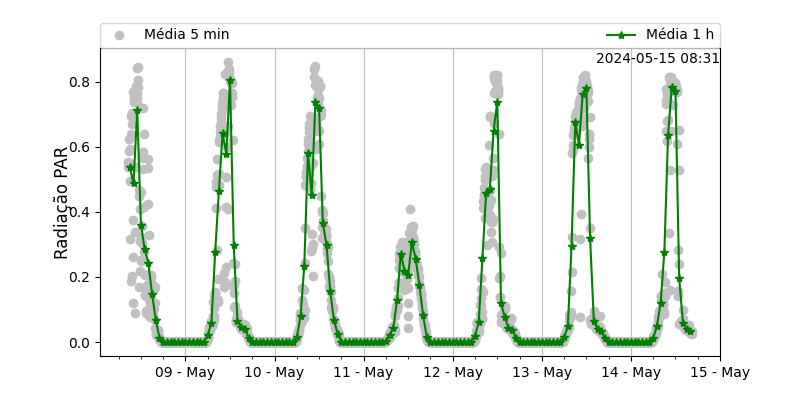 Média 5 min
Média 1 h
2024-05-15 08:31
Radiação PAR
0.8
0.6
0.4
0.2
0.0
09 - May
10 - May
11 - May
12 - May
13 - May
14 - May
15 - May